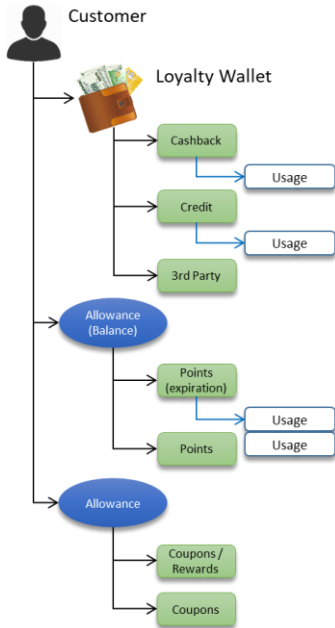 Customer
Loyalty Wallet
Cashback
Usage
Credit
Usage
3rd Party
Allowance
(Balance)
Points
(expiration)
Usage
Points
Usage
Allowance
Coupons /
Rewards
Coupons